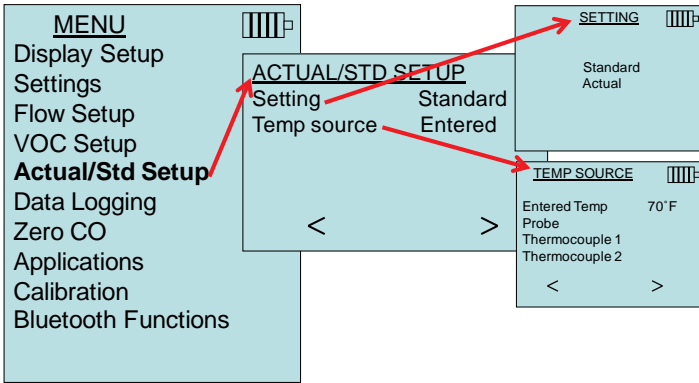 MENU
Display Setup
Settings
Flow Setup
VOC Setup
Actual/Std Setup
Data Logging
Zero CO
Applications
Calibration
Bluetooth Functions
ACTUAL/STD SETUP
Setting Standard
Temp source Entered
< >
SETTING
Standard
Actual
TEMP SOURCE
Entered Temp 70°F
Probe
Thermocouple 1
Thermocouple 2
< >